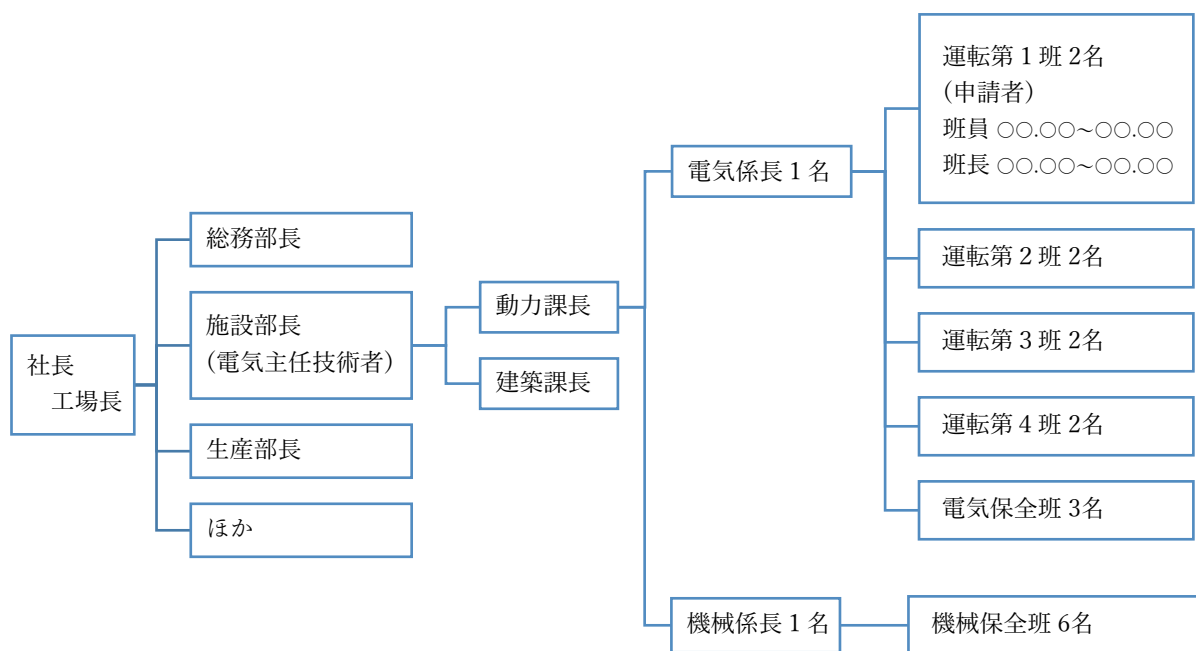 社長
工場長
総務部長
施設部長
(電気主任技術者)
生産部長
ほか
動力課長
建築課長
電気係長 1 名
機械係長 1 名
運転第 1 班 2名
(申請者)
班員 ○○.○○~○○.○○
班長 ○○.○○~○○.○○
運転第 2 班 2名
運転第 3 班 2名
運転第 4 班 2名
電気保全班 3名
機械保全班 6名